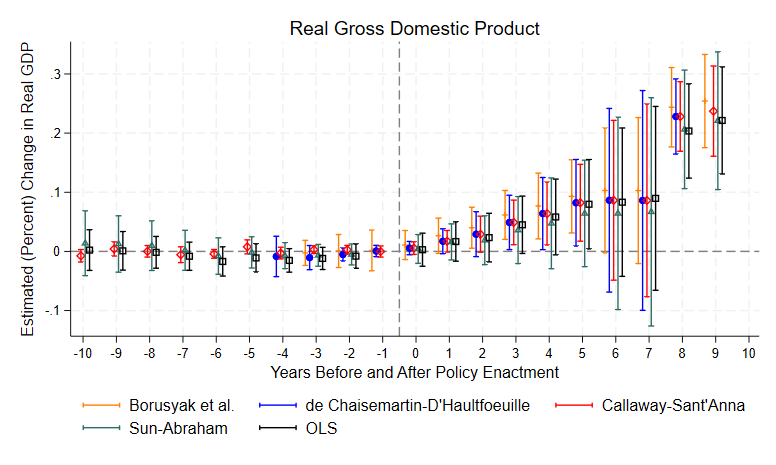 Real Gross Domestic Product
Estimated (Percent) Change in Real GDP
.3
.2
.1
0
-.1
-10 -9 -8 -7 -6 -5 -4 -3 -2 -1 0 1 2 3 4 5 6 7 8 9 10
Years Before and After Policy Enactment
Borusyak et al. de Chaisemartin-D'Haultfoeuille Callaway-Sant'Anna
Sun-Abraham OLS